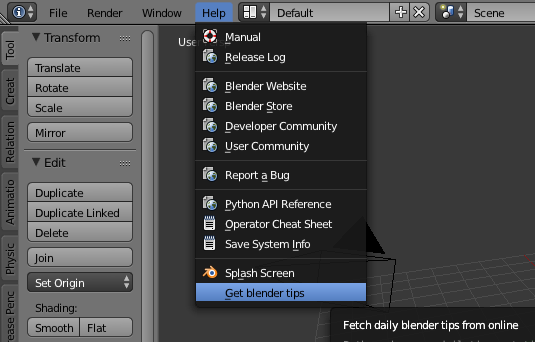 File Render Window Help Default Scene
Tool
Creat
Relation
Animatio
Physic
Transform
Translate
Rotate
Scale
Mirror
Edit
Duplicate
Duplicate Linked
Delete
Join
Set Origin
Shading:
Smooth Flat
Manual
Release Log
Blender Website
Blender Store
Developer Community
User Community
Report a Bug
Python API Reference
Operator Cheat Sheet
Save System Info
Splash Screen
Get blender tips
Fetch daily blender tips from online